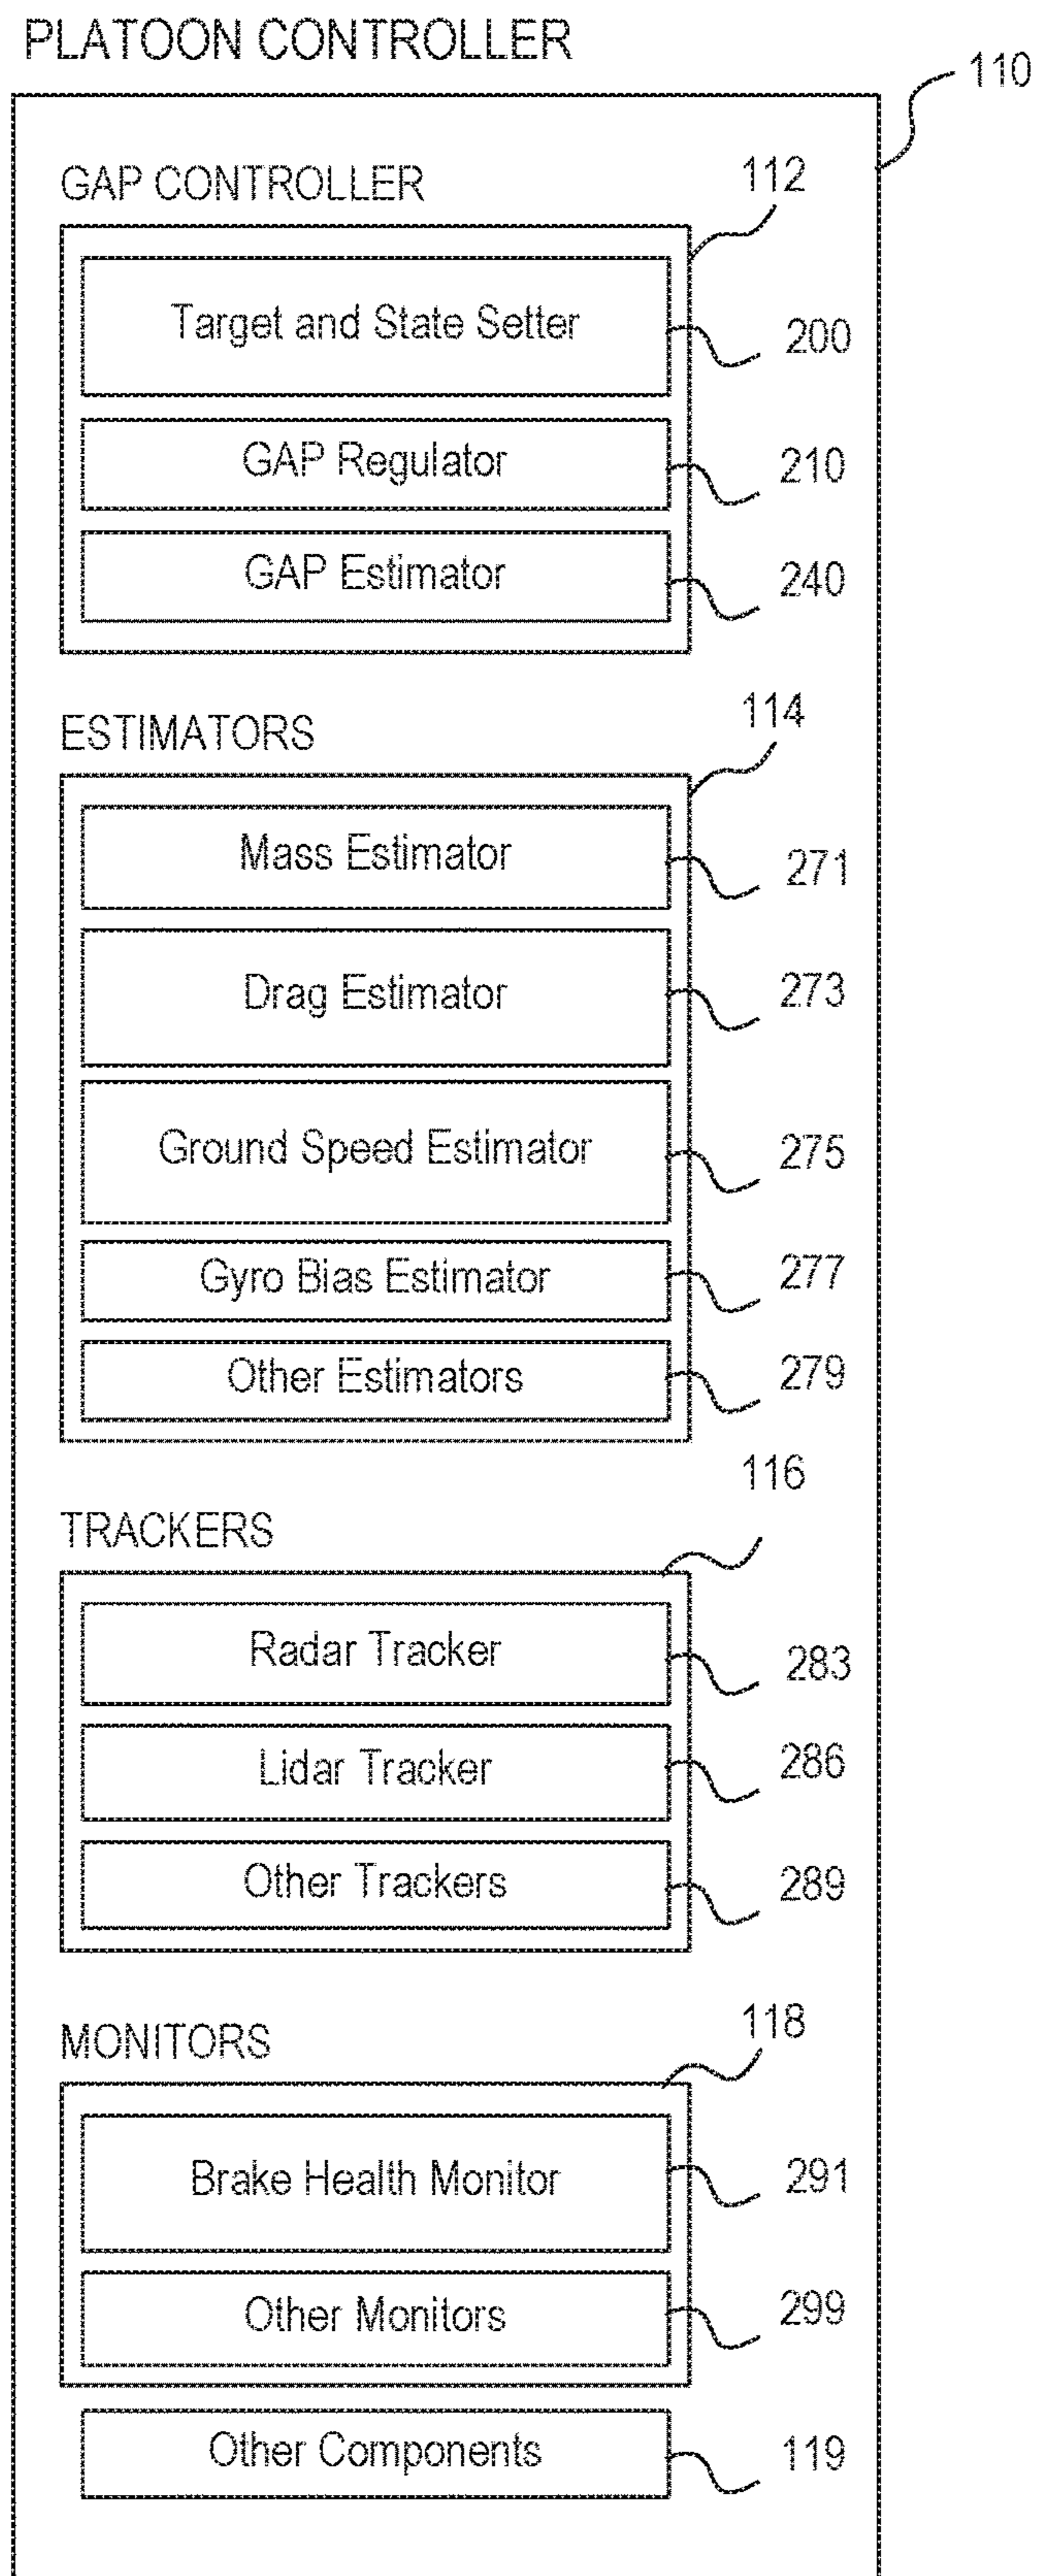 PLATOON CONTROLLER
110
GAP CONTROLLER
112
Target and State Setter
200
GAP Regulator
210
GAP Estimator
240
ESTIMATORS
114
Mass Estimator
271
Drag Estimator
273
Ground Speed Estimator
275
Gyro Bias Estimator
277
Other Estimators
279
TRACKERS
116
Radar Tracker
283
Lidar Tracker
286
Other Trackers
289
MONITORS
118
Brake Health Monitor
291
Other Monitors
299
Other Components
119